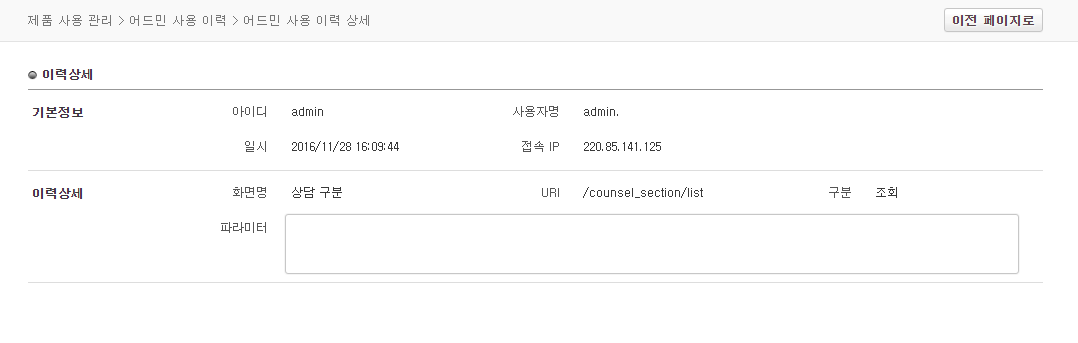 제품 사용 관리 > 어드민 사용 이력 > 어드민 사용 이력 상세 이전 페이지로
이력상세
기본정보 아이디 admin 사용자명 admin.
일시 2016/11/28 16:09:44 접속 IP 220.85.141.125
이력상세 화면명 상담 구분 URI /counsel_section/list 구분 조회
파라미터